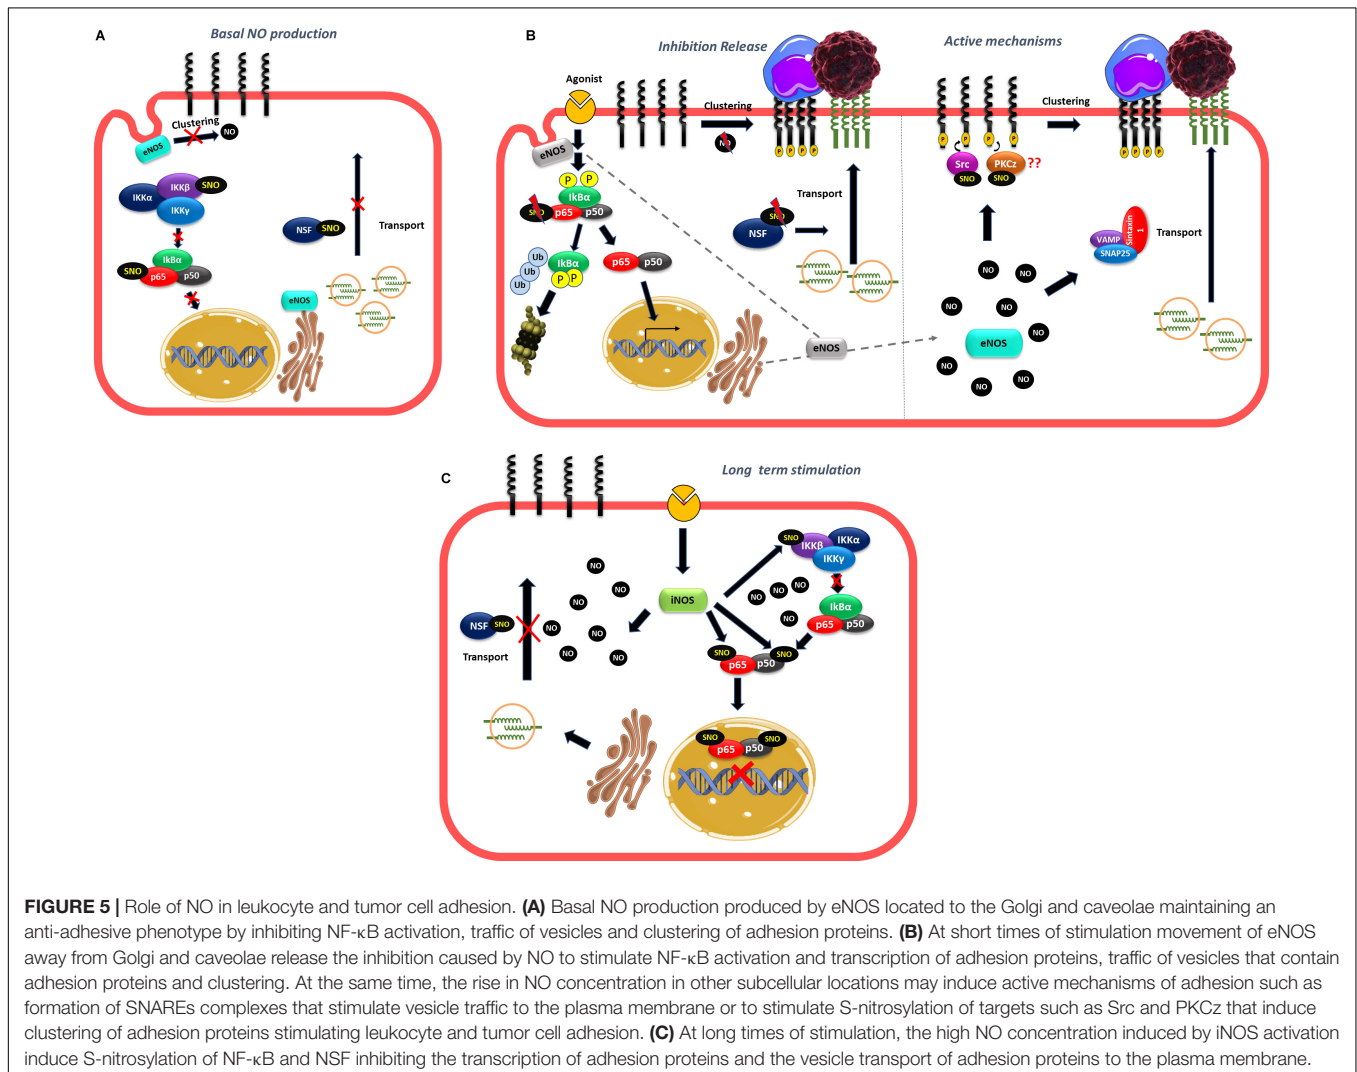 A
Basal NO production
Clustering
NO
eNOS
SNO
IKKβ
IKKα
IKKγ
IkBα
SNO
p65
p50
NSF
SNO
Transport
eNOS
B
Inhibition Release
Active mechanisms
Agonist
Clustering
NO
eNOS
P
P
IkBα
SNO
p65
p50
Ub
Ub
Ub
IkBα
P
P
p65
p50
P
P
P
P
Transport
SNO
NSF
eNOS
Clustering
P
P
P
P
Src
SNO
PKCz
SNO
??
P
P
P
P
VAMP
SNAP25
Sintaxin
1
Transport
NO
NO
NO
NO
NO
NO
NO
NO
NO
eNOS
C
Long term stimulation
iNOS
NO
NO
NO
NO
NO
NO
NO
NO
NSF
SNO
Transport
SNO
IKKβ
IKKα
IKKγ
NO
NO
NO
NO
IkBα
p65
p50
SNO
SNO
p65
p50
SNO
SNO
p65
p50
FIGURE 5 | Role of NO in leukocyte and tumor cell adhesion. (A) Basal NO production produced by eNOS located to the Golgi and caveolae maintaining an
anti-adhesive phenotype by inhibiting NF-κB activation, traffic of vesicles and clustering of adhesion proteins. (B) At short times of stimulation movement of eNOS
away from Golgi and caveolae release the inhibition caused by NO to stimulate NF-κB activation and transcription of adhesion proteins, traffic of vesicles that contain
adhesion proteins and clustering. At the same time, the rise in NO concentration in other subcellular locations may induce active mechanisms of adhesion such as
formation of SNAREs complexes that stimulate vesicle traffic to the plasma membrane or to stimulate S-nitrosylation of targets such as Src and PKCz that induce
clustering of adhesion proteins stimulating leukocyte and tumor cell adhesion. (C) At long times of stimulation, the high NO concentration induced by iNOS activation
induce S-nitrosylation of NF-κB and NSF inhibiting the transcription of adhesion proteins and the vesicle transport of adhesion proteins to the plasma membrane.